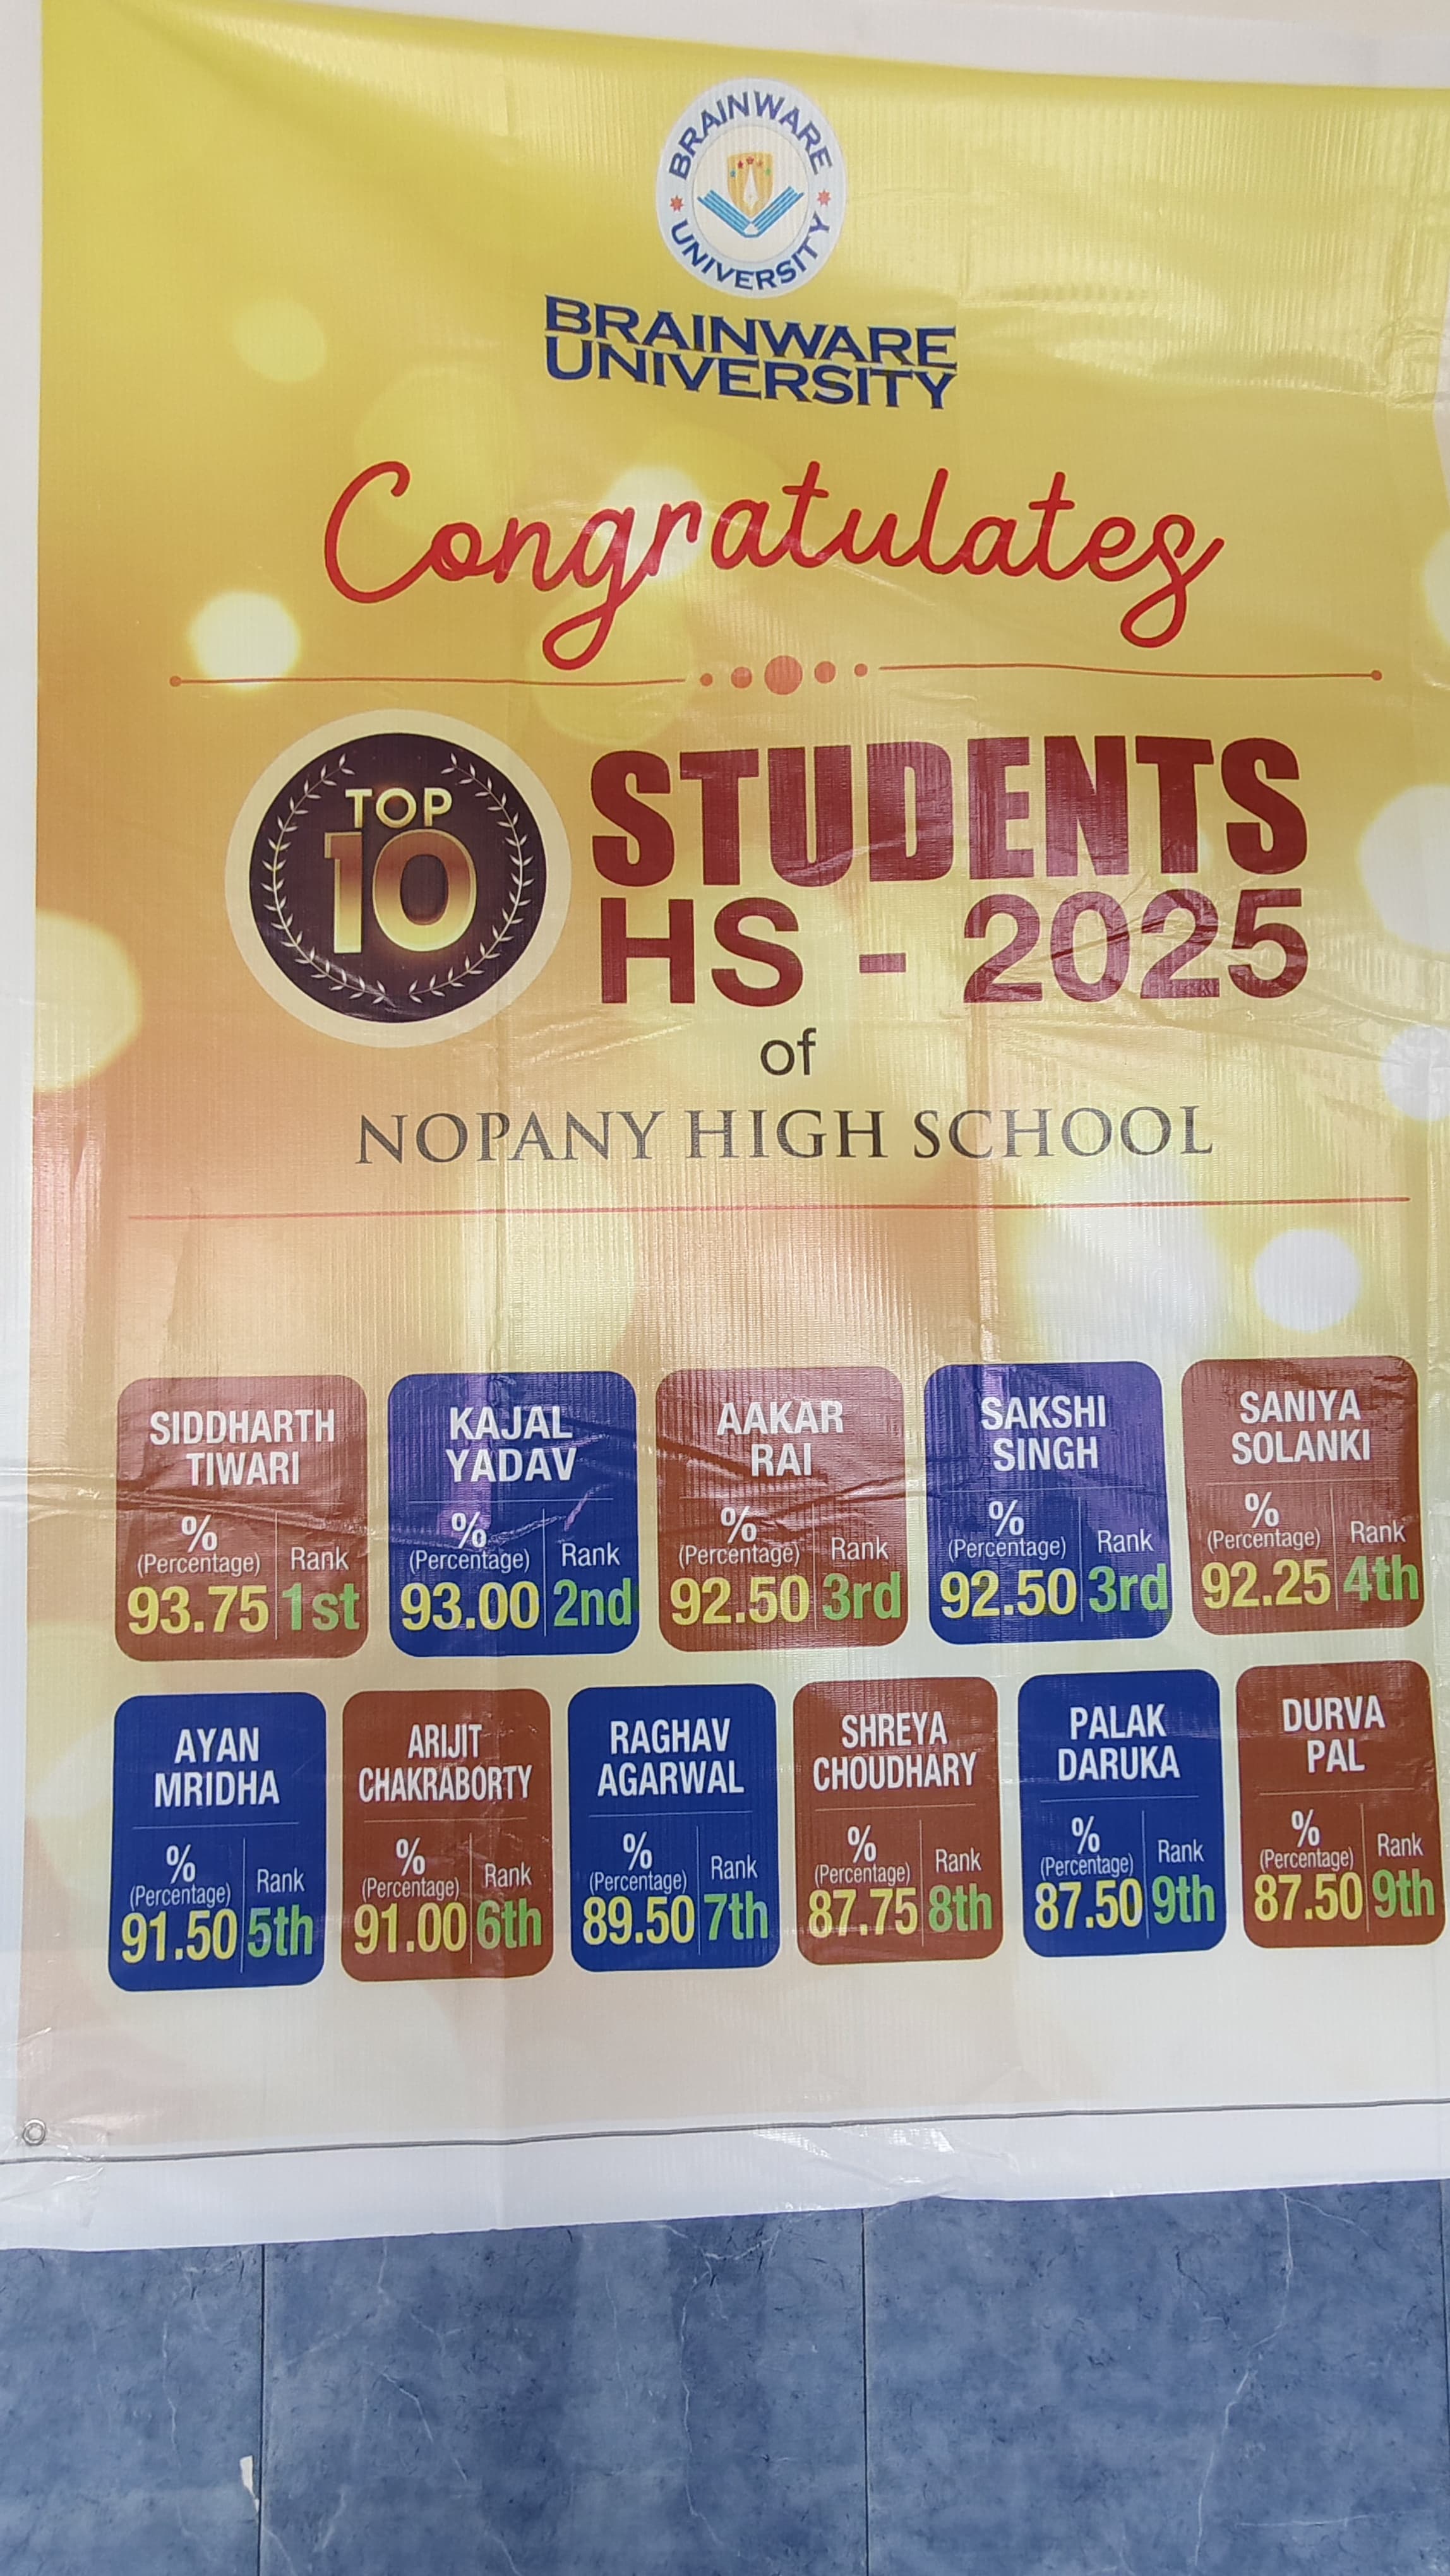 BRAINWARE UNIVERSITY
BRAINWARE
UNIVERSITY
Congratulates
TOP
10
STUDENTS
HS - 2025
of
NOPANY HIGH SCHOOL
SIDDHARTH
TIWARI
%
(Percentage) Rank
93.75 1st
KAJAL
YADAV
%
(Percentage) Rank
93.00 2nd
AAKAR
RAI
%
(Percentage) Rank
92.50 3rd
SAKSHI
SINGH
%
(Percentage) Rank
92.50 3rd
SANIYA
SOLANKI
%
(Percentage) Rank
92.25 4th
AYAN
MRIDHA
%
(Percentage) Rank
91.50 5th
ARIJIT
CHAKRABORTY
%
(Percentage) Rank
91.00 6th
RAGHAV
AGARWAL
%
(Percentage) Rank
89.50 7th
SHREYA
CHOUDHARY
%
(Percentage) Rank
87.75 8th
PALAK
DARUKA
%
(Percentage) Rank
87.50 9th
DURVA
PAL
%
(Percentage) Rank
87.50 9th